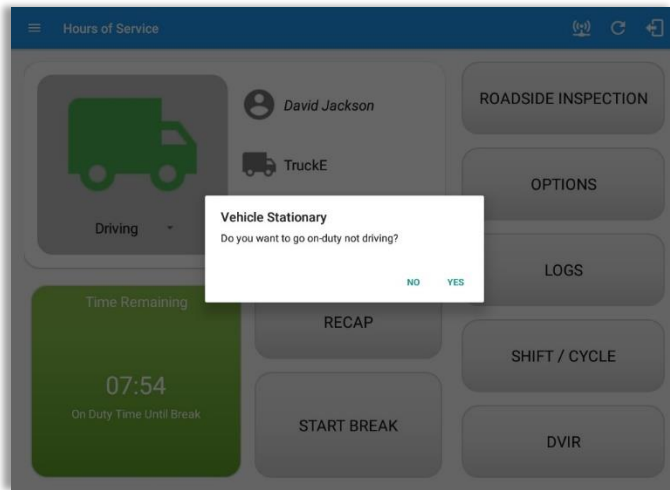 Hours of Service
David Jackson
TruckE
Driving
Vehicle Stationary
Do you want to go on-duty not driving?
NO YES
Time Remaining
07:54
On Duty Time Until Break
RECAP
START BREAK
ROADSIDE INSPECTION
OPTIONS
LOGS
SHIFT / CYCLE
DVIR